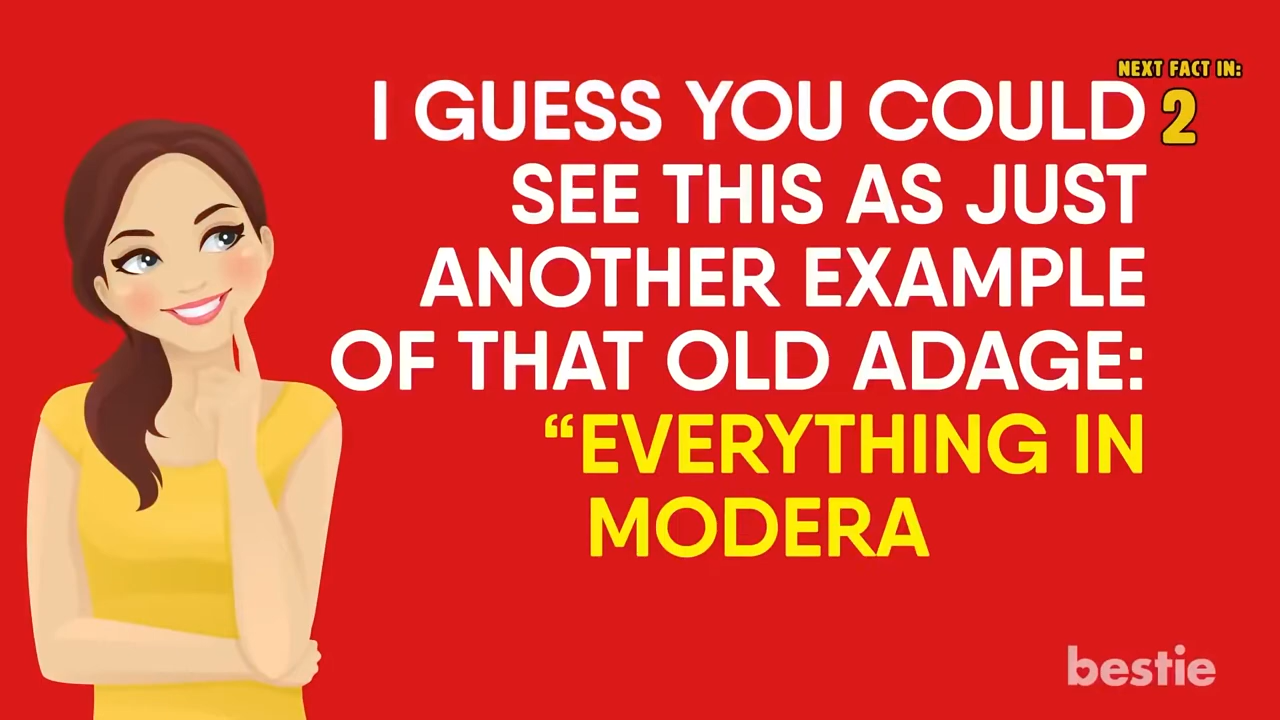 NEXT FACT IN:
2
I GUESS YOU COULD
SEE THIS AS JUST
ANOTHER EXAMPLE
OF THAT OLD ADAGE:
“EVERYTHING IN
MODERA
bestie